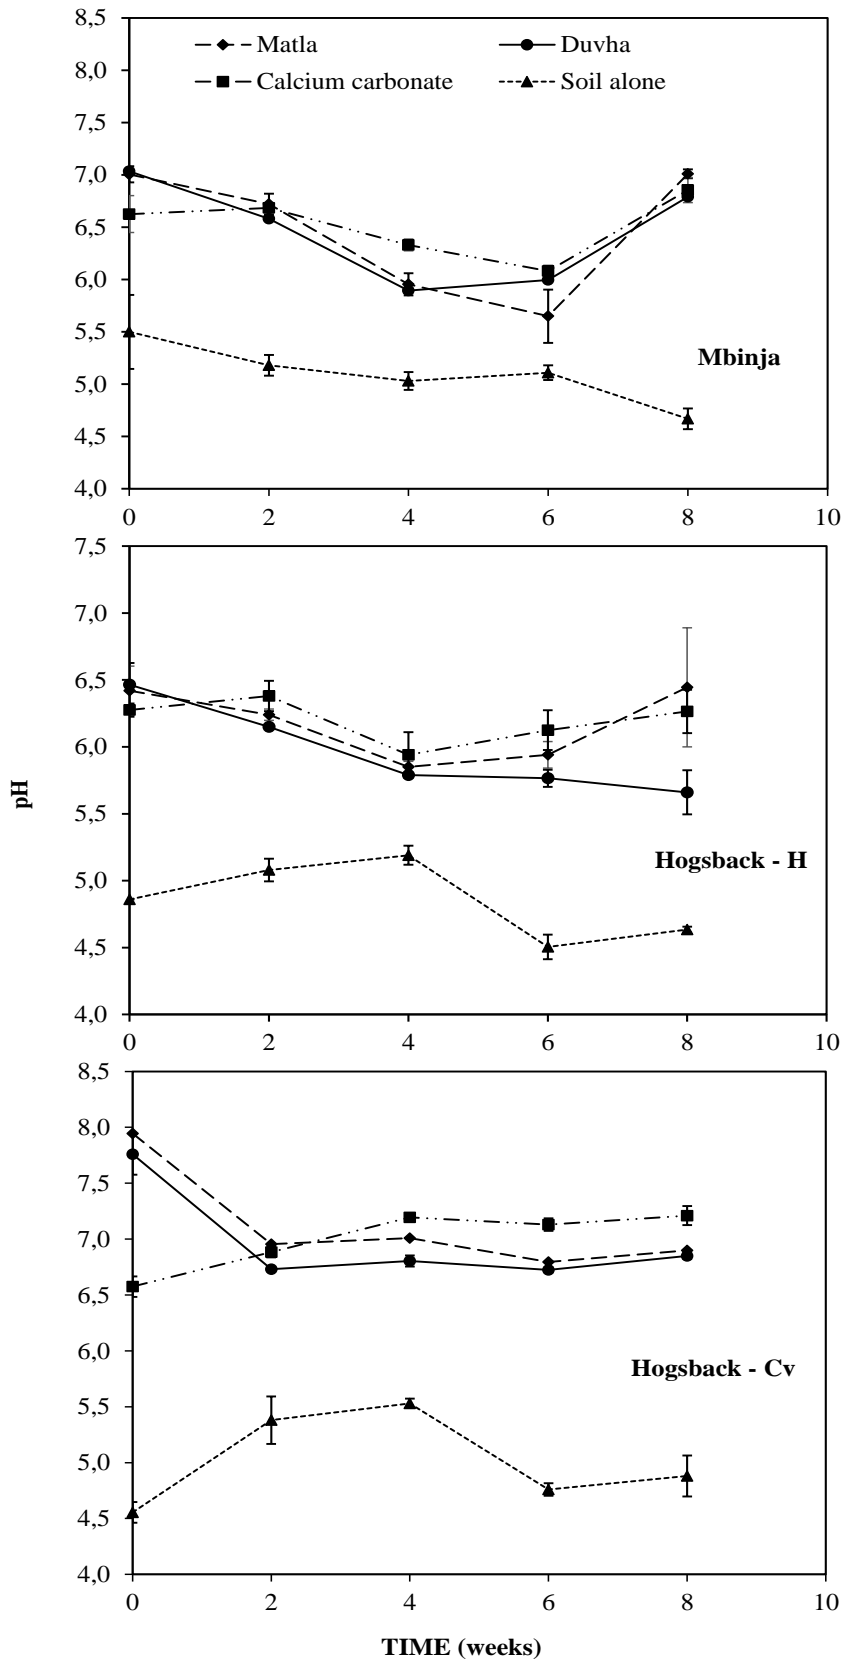 8,5
Matla
Duvha
8,0
Calcium carbonate
Soil alone
7,5
7,0
6,5
6,0
5,5
Mbinja
5,0
4,5
4,0
0 2 4 6 8 10
7,5
7,0
6,5
6,0
pH
5,5
Hogsback - H
5,0
4,5
4,0
0 2 4 6 8 10
8,5
8,0
7,5
7,0
6,5
6,0
Hogsback - Cv
5,5
5,0
4,5
4,0
0 2 4 6 8 10
TIME (weeks)